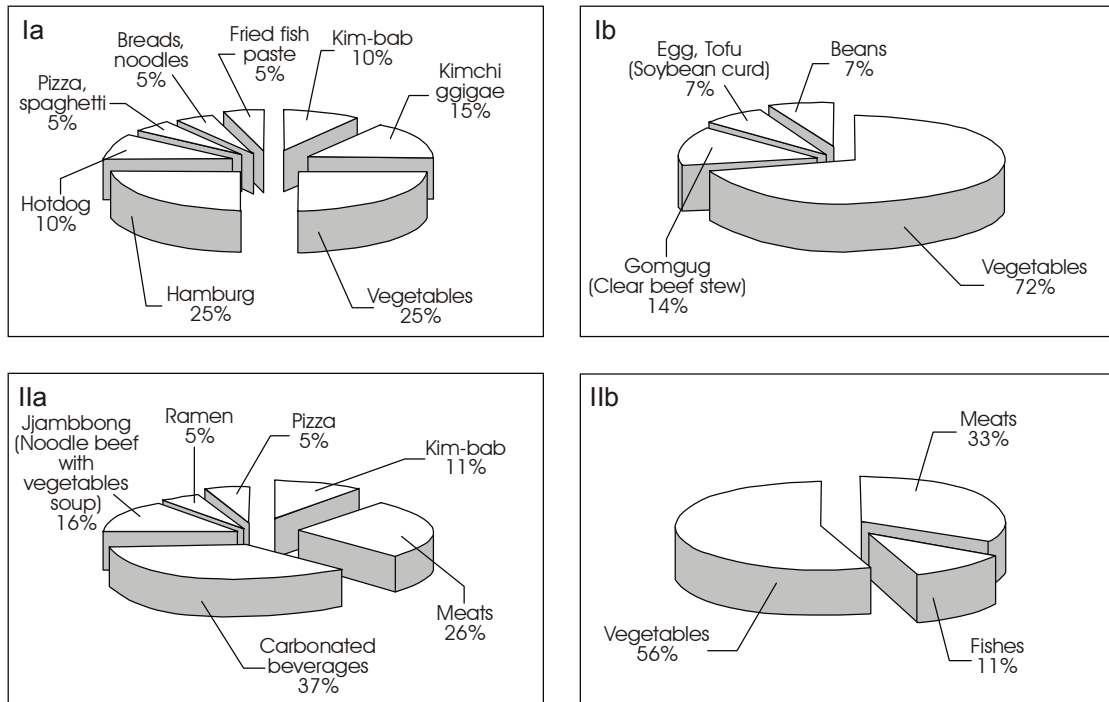 Ia
Breads,
noodles
5%
Fried fish
paste
5%
Kim-bab
10%
Kimchi
ggigae
15%
Pizza,
spaghetti
5%
Hotdog
10%
Hamburg
25%
Vegetables
25%
Ib
Egg, Tofu
(Soybean curd)
7%
Beans
7%
Gomgug
(Clear beef stew)
14%
Vegetables
72%
IIa
Jjambbong
(Noodle beef
with
vegetables
soup)
16%
Ramen
5%
Pizza
5%
Kim-bab
11%
Meats
26%
Carbonated
beverages
37%
IIb
Meats
33%
Vegetables
56%
Fishes
11%